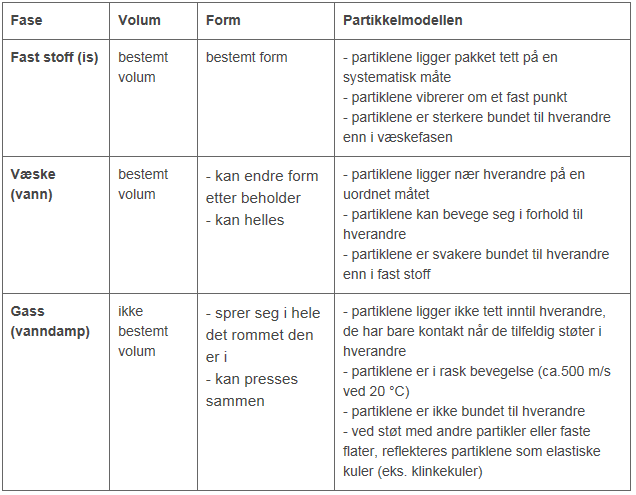 Fase Volum Form Partikkelmodellen
Fast stoff (is)
bestemt
volum
bestemt form
- partiklene ligger pakket tett på en
systematisk måte
- partiklene vibrerer om et fast punkt
- partiklene er sterkere bundet til hverandre
enn i væskefasen
Væske
(vann)
bestemt
volum
- kan endre form
etter beholder
- kan helles
- partiklene ligger nær hverandre på en
uordnet måtet
- partiklene kan bevege seg i forhold til
hverandre
- partiklene er svakere bundet til hverandre
enn i fast stoff
Gass
(vanndamp)
ikke
bestemt
volum
- sprer seg i hele
det rommet den
er i
- kan presses
sammen
- partiklene ligger ikke tett inntil hverandre,
de har bare kontakt når de tilfeldig støter i
hverandre
- partiklene er i rask bevegelse (ca.500 m/s
ved 20 °C)
- partiklene er ikke bundet til hverandre
- ved støt med andre partikler eller faste
flater, reflekteres partiklene som elastiske
kuler (eks. klinkekuler)